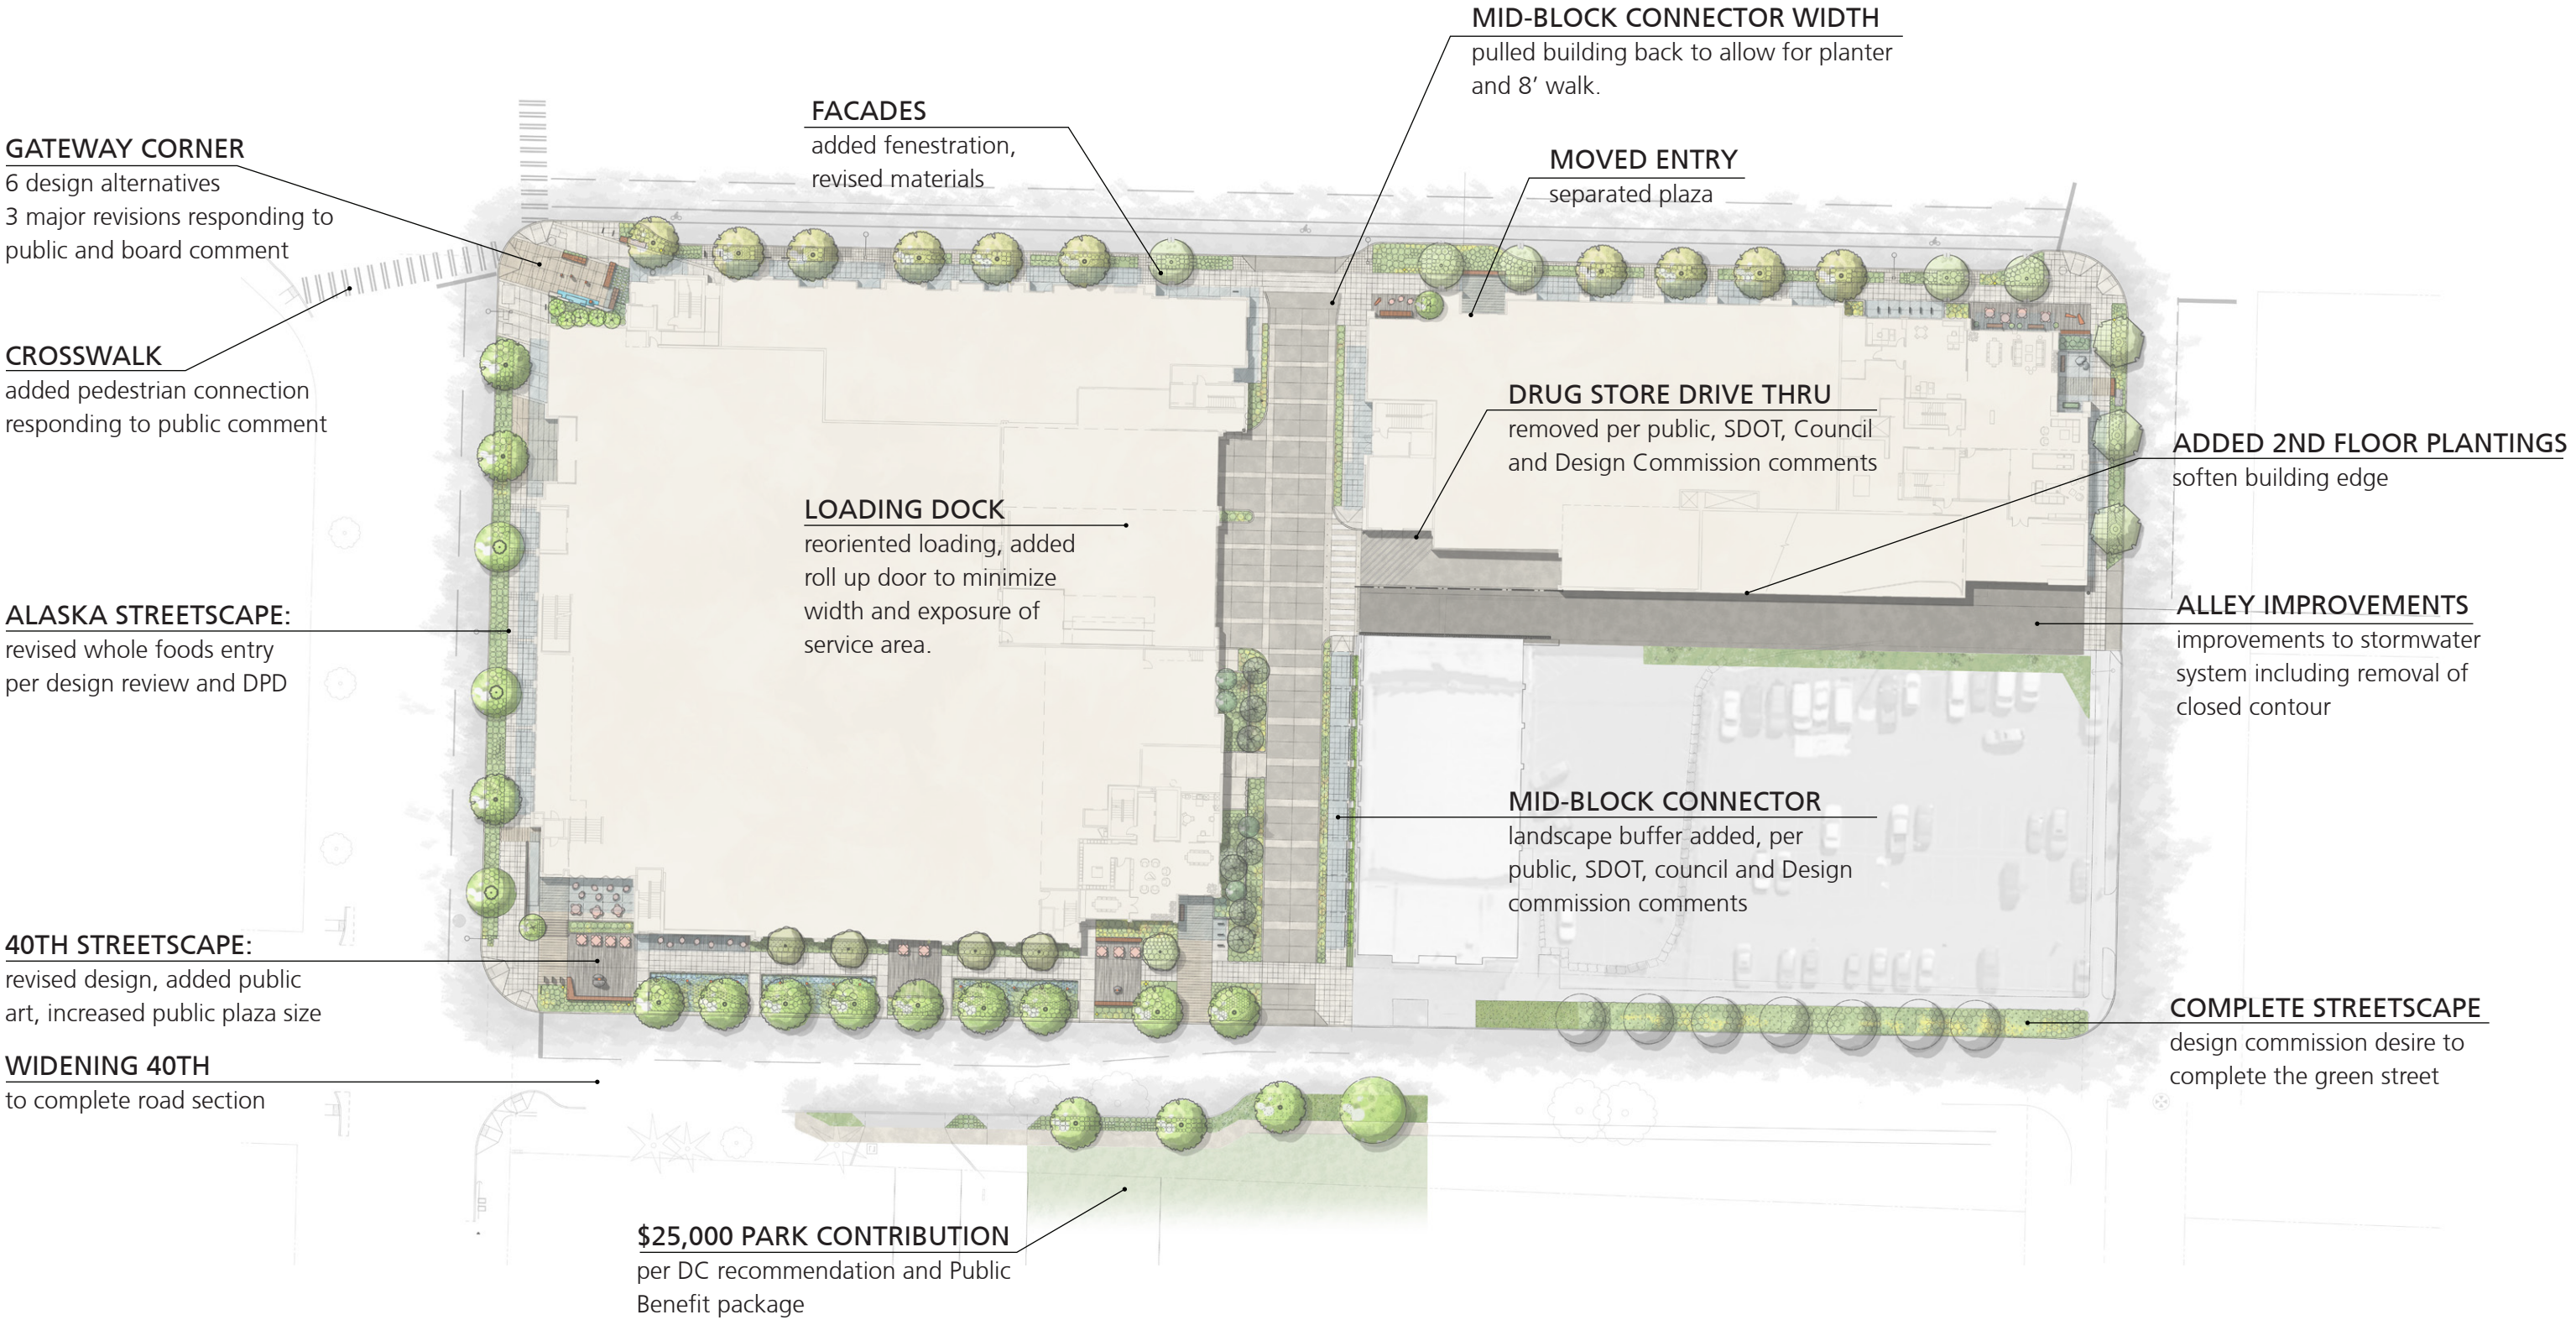 MID-BLOCK CONNECTOR WIDTH
pulled building back to allow for planter
and 8’ walk.
FACADES
added fenestration,
revised materials
GATEWAY CORNER
6 design alternatives
3 major revisions responding to
public and board comment
MOVED ENTRY
separated plaza
CROSSWALK
added pedestrian connection
responding to public comment
DRUG STORE DRIVE THRU
removed per public, SDOT, Council
and Design Commission comments
ADDED 2ND FLOOR PLANTINGS
soften building edge
LOADING DOCK
reoriented loading, added
roll up door to minimize
width and exposure of
service area.
ALASKA STREETSCAPE:
revised whole foods entry
per design review and DPD
ALLEY IMPROVEMENTS
improvements to stormwater
system including removal of
closed contour
MID-BLOCK CONNECTOR
landscape buffer added, per
public, SDOT, council and Design
commission comments
40TH STREETSCAPE:
revised design, added public
art, increased public plaza size
COMPLETE STREETSCAPE
design commission desire to
complete the green street
WIDENING 40TH
to complete road section
$25,000 PARK CONTRIBUTION
per DC recommendation and Public
Benefit package